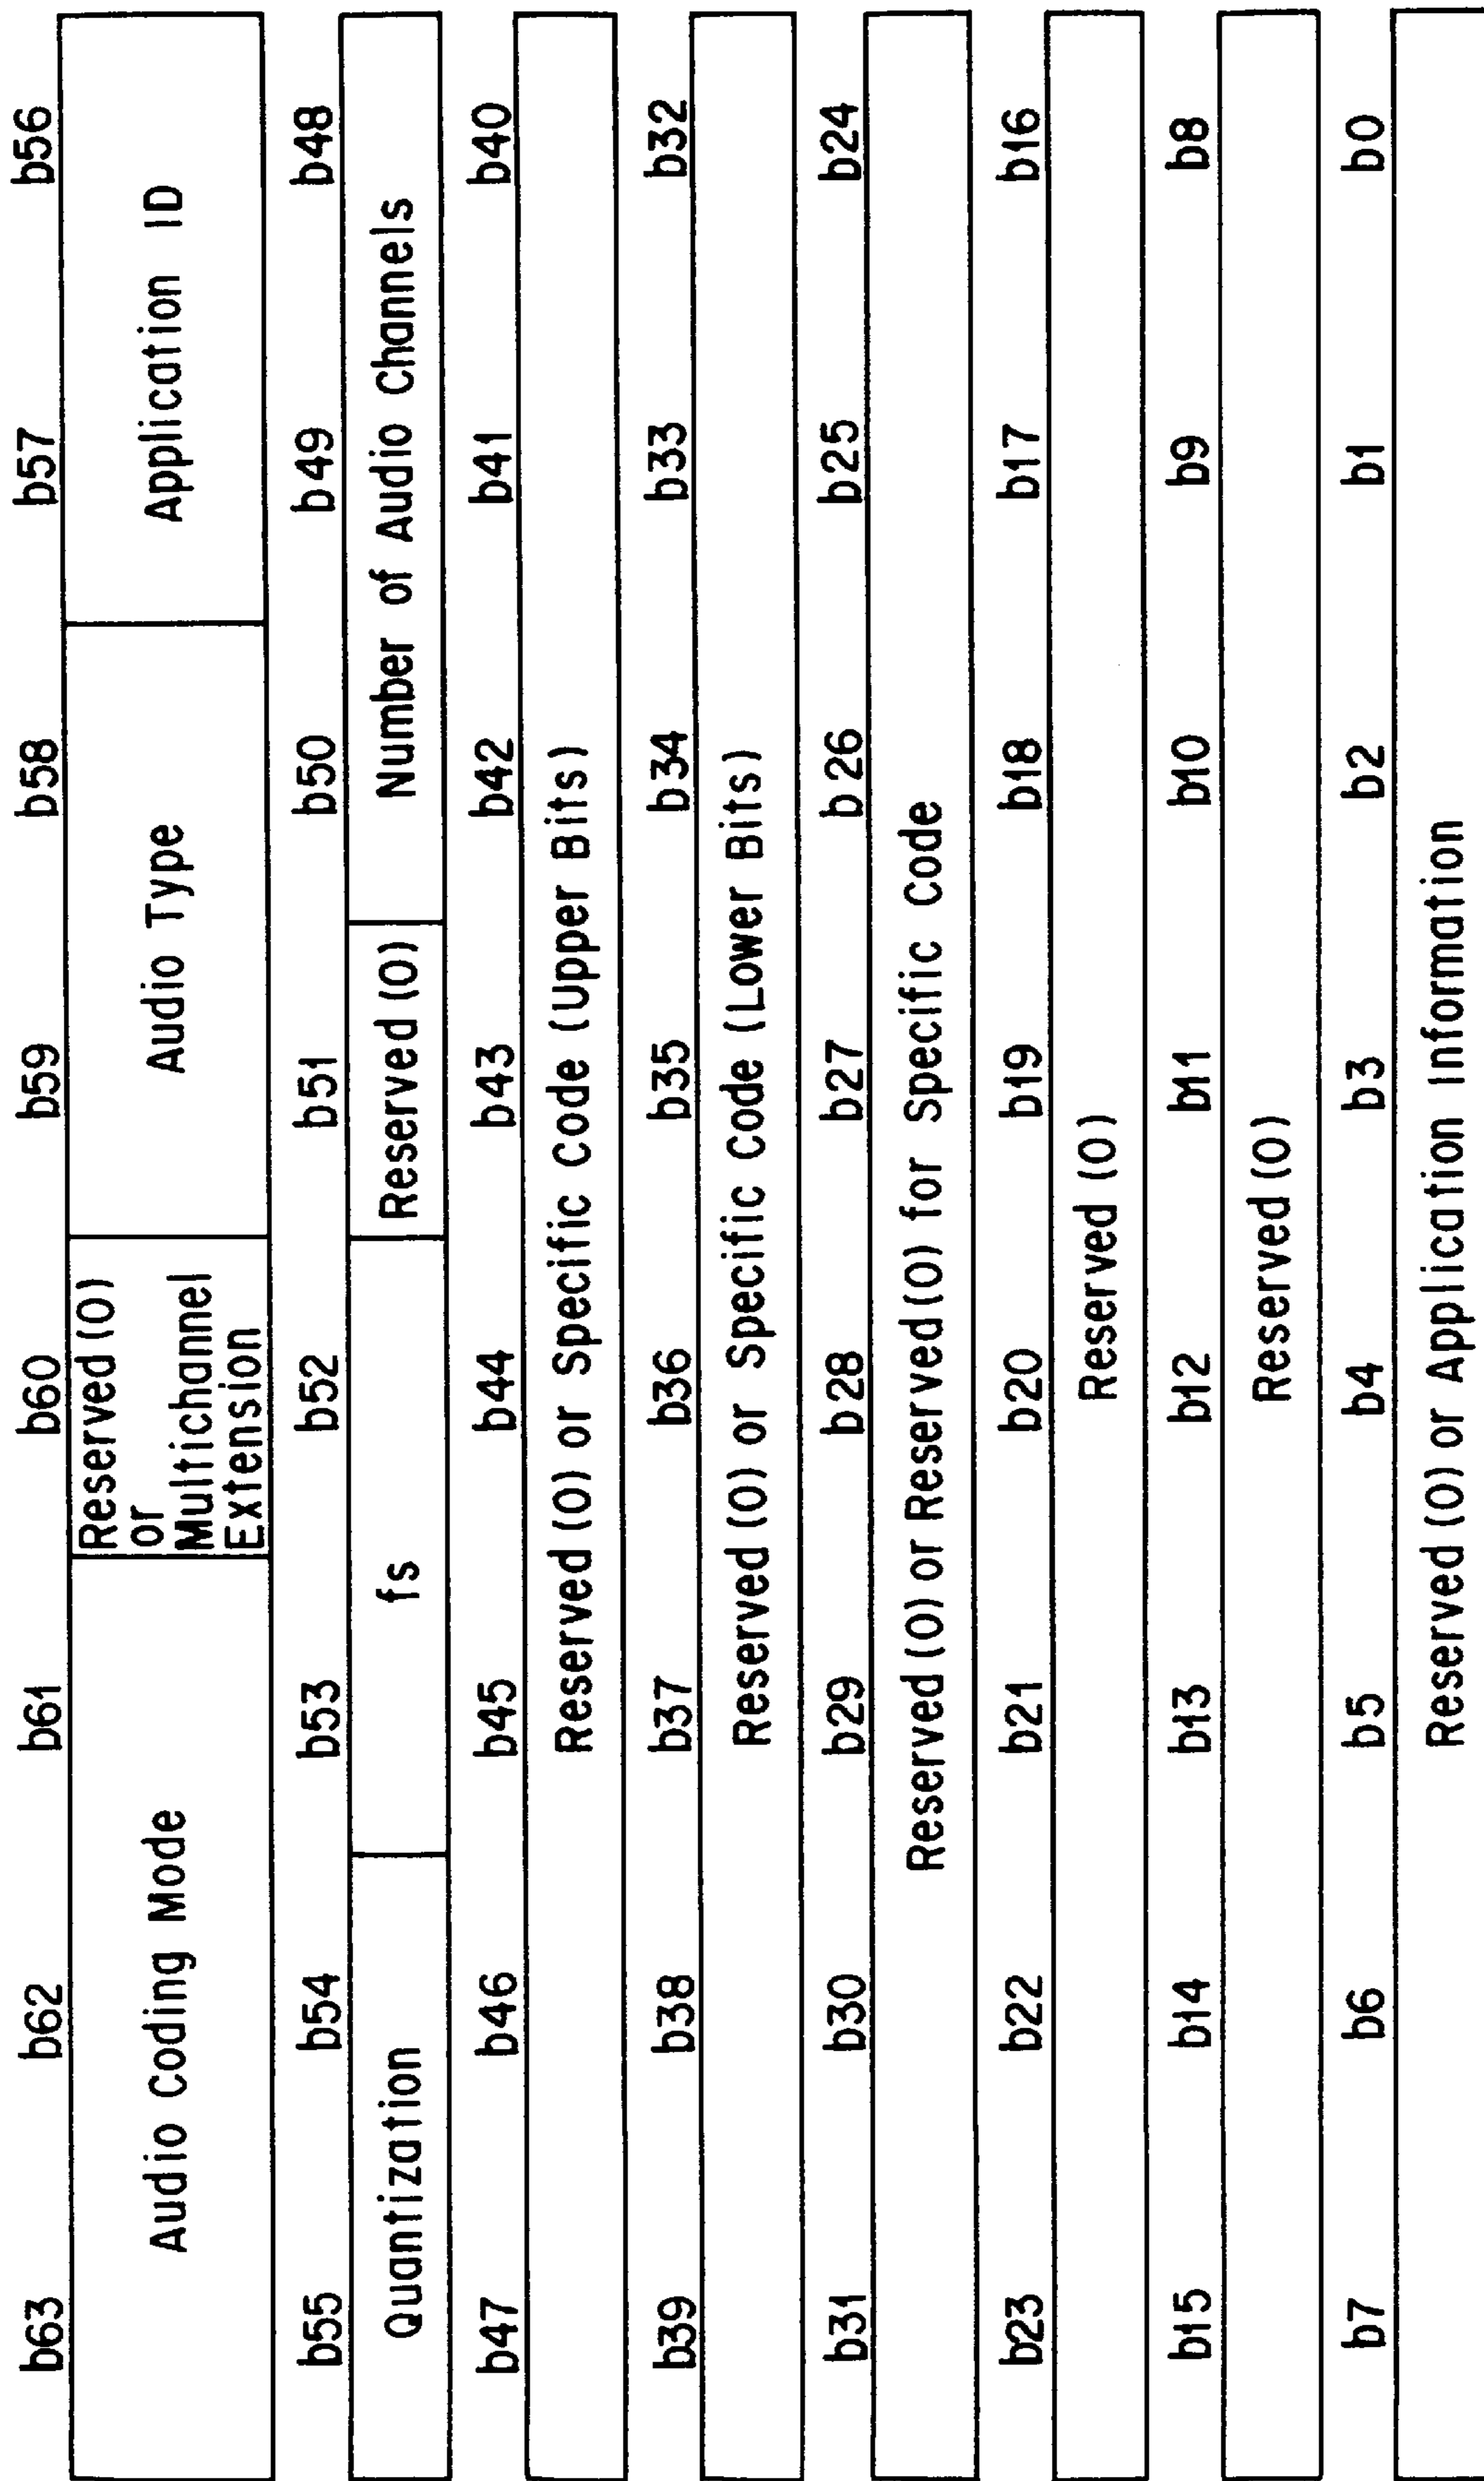 b63 b62 b61 b60 b59 b58 b57 b56
Audio Coding Mode
Reserved (0)
or
Multichannel
Extension
Audio Type
Application ID
b55 b54 b53 b52 b51 b50 b49 b48
Quantization
fs
Reserved (0)
Number of Audio Channels
b47 b46 b45 b44 b43 b42 b41 b40
Reserved (0) or Specific Code (Upper Bits)
b39 b38 b37 b36 b35 b34 b33 b32
Reserved (0) or Specific Code (Lower Bits)
b31 b30 b29 b28 b27 b26 b25 b24
Reserved (0) or Reserved (0) for Specific Code
b23 b22 b21 b20 b19 b18 b17 b16
Reserved (0)
b15 b14 b13 b12 b11 b10 b9 b8
Reserved (0)
b7 b6 b5 b4 b3 b2 b1 b0
Reserved (0) or Application Information